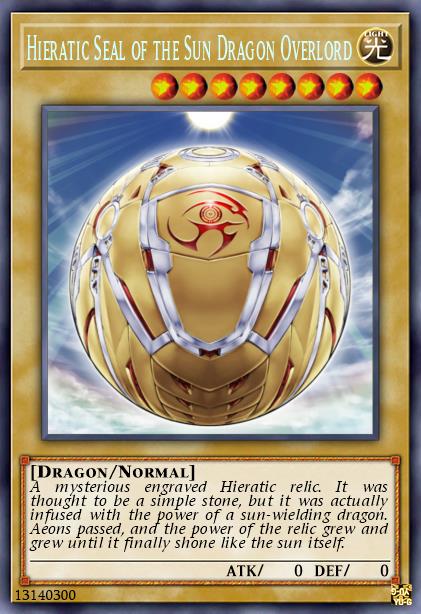 HIERATIC SEAL OF THE SUN DRAGON OVERLORD
LIGHT
光
[DRAGON/NORMAL]
A mysterious engraved Hieratic relic. It was
thought to be a simple stone, but it was actually
infused with the power of a sun-wielding dragon.
Aeons passed, and the power of the relic grew and
grew until it finally shone like the sun itself.
ATK/ 0 DEF/ 0
13140300